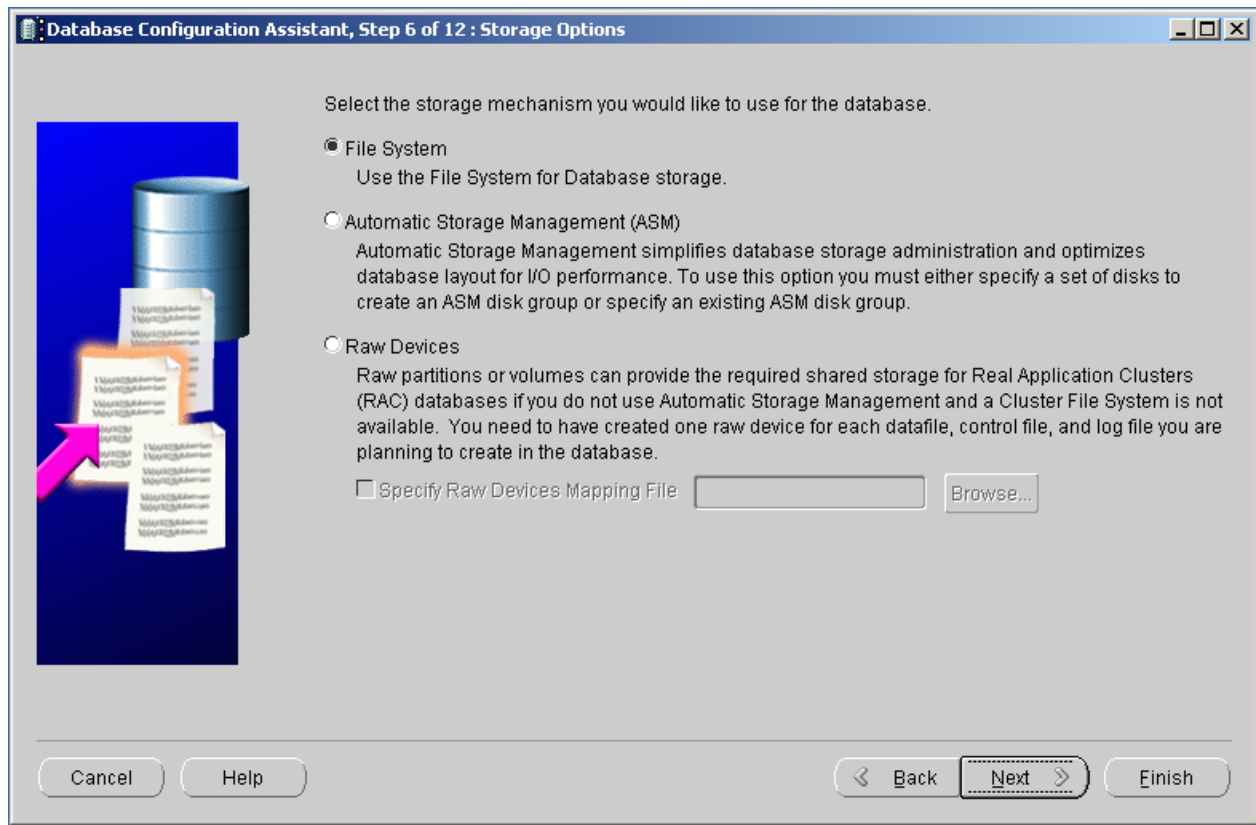 Database Configuration Assistant, Step 6 of 12 : Storage Options
Select the storage mechanism you would like to use for the database.
File System
Use the File System for Database storage.
Automatic Storage Management (ASM)
Automatic Storage Management simplifies database storage administration and optimizes
database layout for I/O performance. To use this option you must either specify a set of disks to
create an ASM disk group or specify an existing ASM disk group.
Raw Devices
Raw partitions or volumes can provide the required shared storage for Real Application Clusters
(RAC) databases if you do not use Automatic Storage Management and a Cluster File System is not
available. You need to have created one raw device for each datafile, control file, and log file you are
planning to create in the database.
Specify Raw Devices Mapping File
Browse...
Cancel
Help
Back
Next
Finish